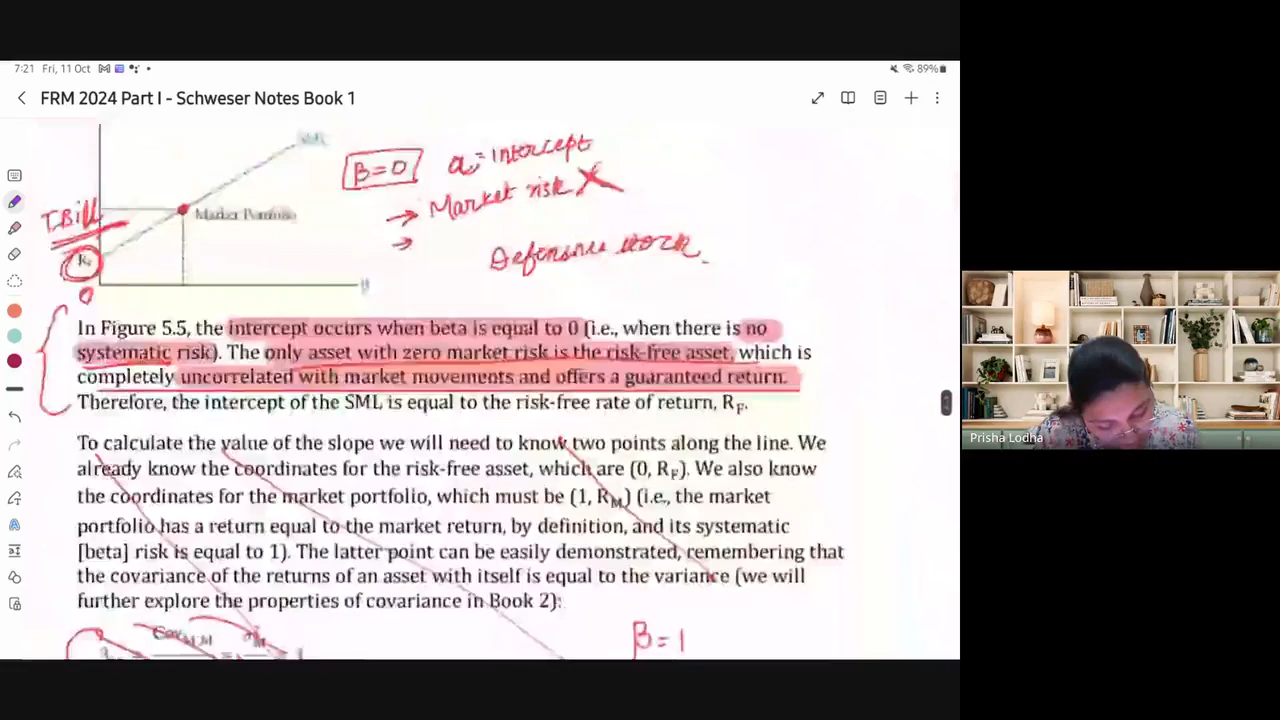 7:21 Fri, 11 Oct
89%
FRM 2024 Part I - Schweser Notes Book 1
SML
β=0 a = intercept
→ Market risk X
T.Bill
Market Portfolio
→
Defensive stock.
0
In Figure 5.5, the intercept occurs when beta is equal to 0 (i.e., when there is no
systematic risk). The only asset with zero market risk is the risk-free asset, which is
completely uncorrelated with market movements and offers a guaranteed return.
Therefore, the intercept of the SML is equal to the risk-free rate of return, RF.
To calculate the value of the slope we will need to know two points along the line. We
already know the coordinates for the risk-free asset, which are (0, RF). We also know
the coordinates for the market portfolio, which must be (1, RM) (i.e., the market
portfolio has a return equal to the market return, by definition, and its systematic
[beta] risk is equal to 1). The latter point can be easily demonstrated, remembering that
the covariance of the returns of an asset with itself is equal to the variance (we will
further explore the properties of covariance in Book 2):
β = 1
Prisha Lodha